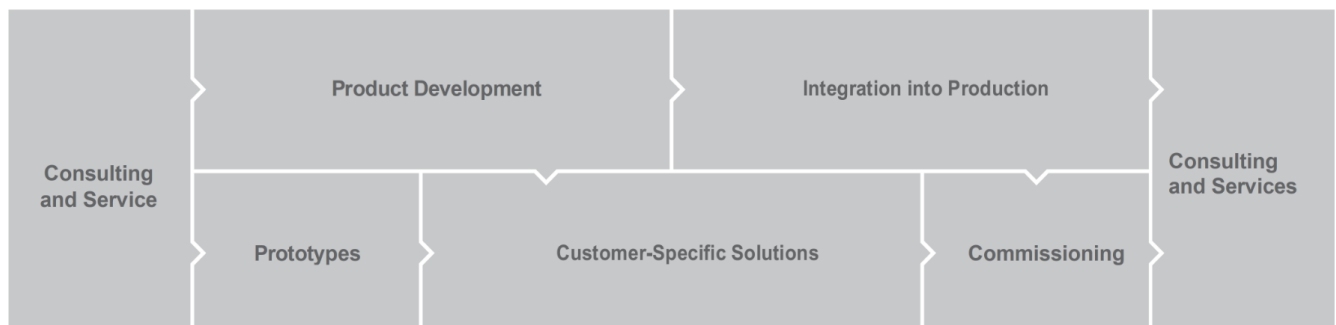 Consulting
and Service
Product Development
Integration into Production
Prototypes
Customer-Specific Solutions
Commissioning
Consulting
and Services